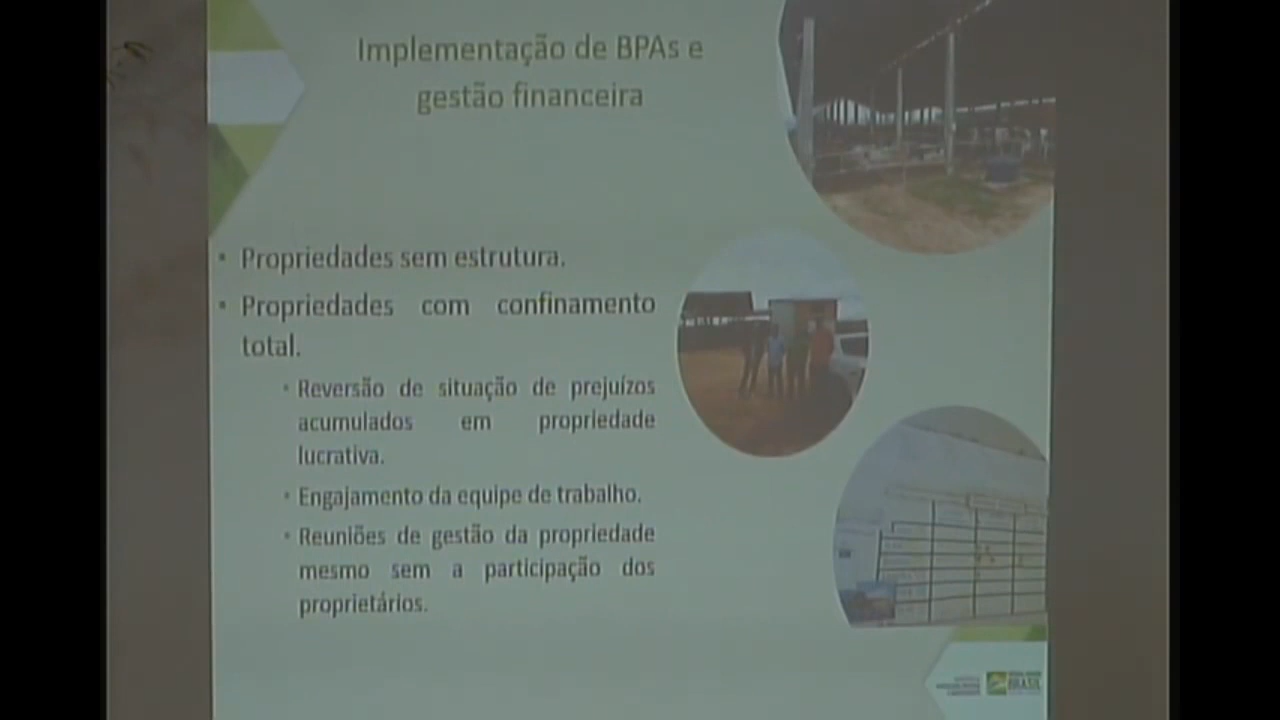 Implementação de BPAs e
gestão financeira
• Propriedades sem estrutura.
• Propriedades com confinamento
total.
• Reversão de situação de prejuízos
acumulados em propriedade
lucrativa.
• Engajamento da equipe de trabalho.
• Reuniões de gestão da propriedade
mesmo sem a participação dos
proprietários.
BRASIL